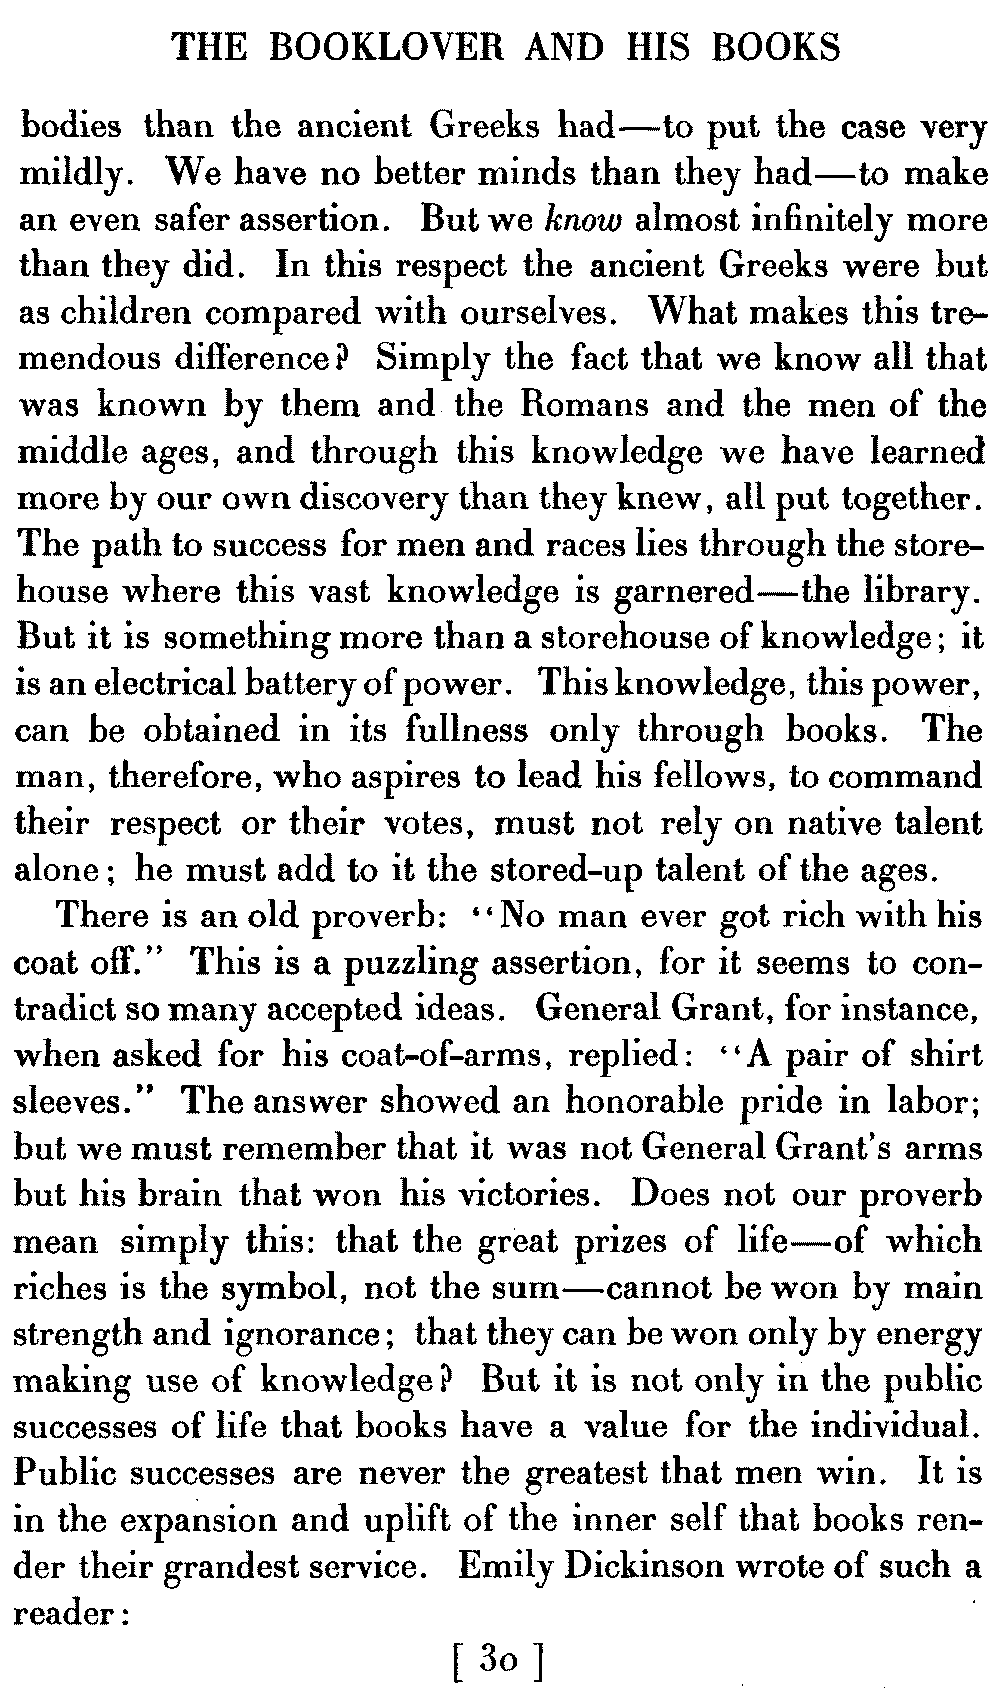 THE BOOKLOVER AND HIS BOOKS
bodies than the ancient Greeks had—to put the case very
mildly. We have no better minds than they had—to make
an even safer assertion. But we know almost infinitely more
than they did. In this respect the ancient Greeks were but
as children compared with ourselves. What makes this tre-
mendous difference? Simply the fact that we know all that
was known by them and the Romans and the men of the
middle ages, and through this knowledge we have learned
more by our own discovery than they knew, all put together.
The path to success for men and races lies through the store-
house where this vast knowledge is garnered—the library.
But it is something more than a storehouse of knowledge; it
is an electrical battery of power. This knowledge, this power,
can be obtained in its fullness only through books. The
man, therefore, who aspires to lead his fellows, to command
their respect or their votes, must not rely on native talent
alone; he must add to it the stored-up talent of the ages.
There is an old proverb: “No man ever got rich with his
coat off.” This is a puzzling assertion, for it seems to con-
tradict so many accepted ideas. General Grant, for instance,
when asked for his coat-of-arms, replied: “A pair of shirt
sleeves.” The answer showed an honorable pride in labor;
but we must remember that it was not General Grant's arms
but his brain that won his victories. Does not our proverb
mean simply this: that the great prizes of life—of which
riches is the symbol, not the sum—cannot be won by main
strength and ignorance; that they can be won only by energy
making use of knowledge? But it is not only in the public
successes of life that books have a value for the individual.
Public successes are never the greatest that men win. It is
in the expansion and uplift of the inner self that books ren-
der their grandest service. Emily Dickinson wrote of such a
reader:
[ 30 ]